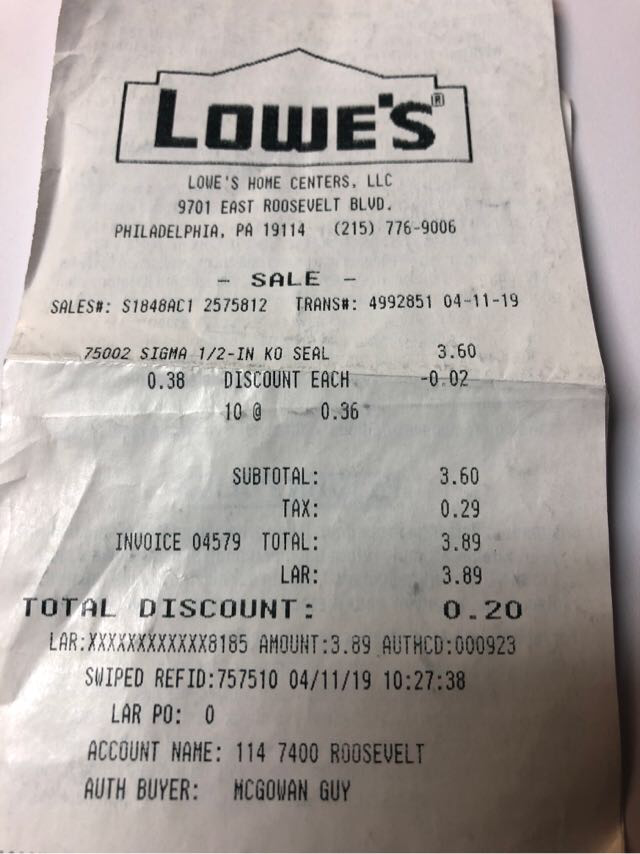 LOWE'S®
LOWE'S HOME CENTERS, LLC
9701 EAST ROOSEVELT BLVD.
PHILADELPHIA, PA 19114 (215) 776-9006
- SALE -
SALES#: S1848AC1 2575812 TRANS#: 4992851 04-11-19
75002 SIGMA 1/2-IN KO SEAL 3.60
0.38 DISCOUNT EACH -0.02
10 @ 0.36
SUBTOTAL: 3.60
TAX: 0.29
INVOICE 04579 TOTAL: 3.89
LAR: 3.89
TOTAL DISCOUNT: 0.20
LAR:XXXXXXXXXXXX8185 AMOUNT:3.89 AUTHCD:000923
SWIPED REFID:757510 04/11/19 10:27:38
LAR PO: 0
ACCOUNT NAME: 114 7400 ROOSEVELT
AUTH BUYER: MCGOWAN GUY